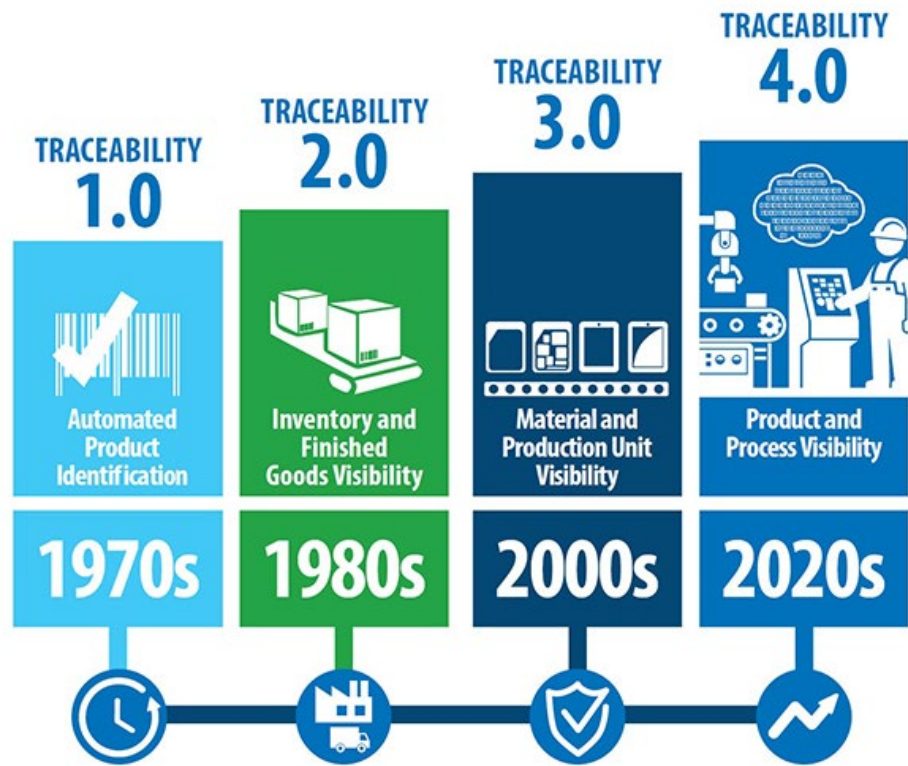 TRACEABILITY
1.0
Automated
Product
Identification
1970s
TRACEABILITY
2.0
Inventory and
Finished
Goods Visibility
1980s
TRACEABILITY
3.0
Material and
Production Unit
Visibility
2000s
TRACEABILITY
4.0
Product and
Process Visibility
2020s